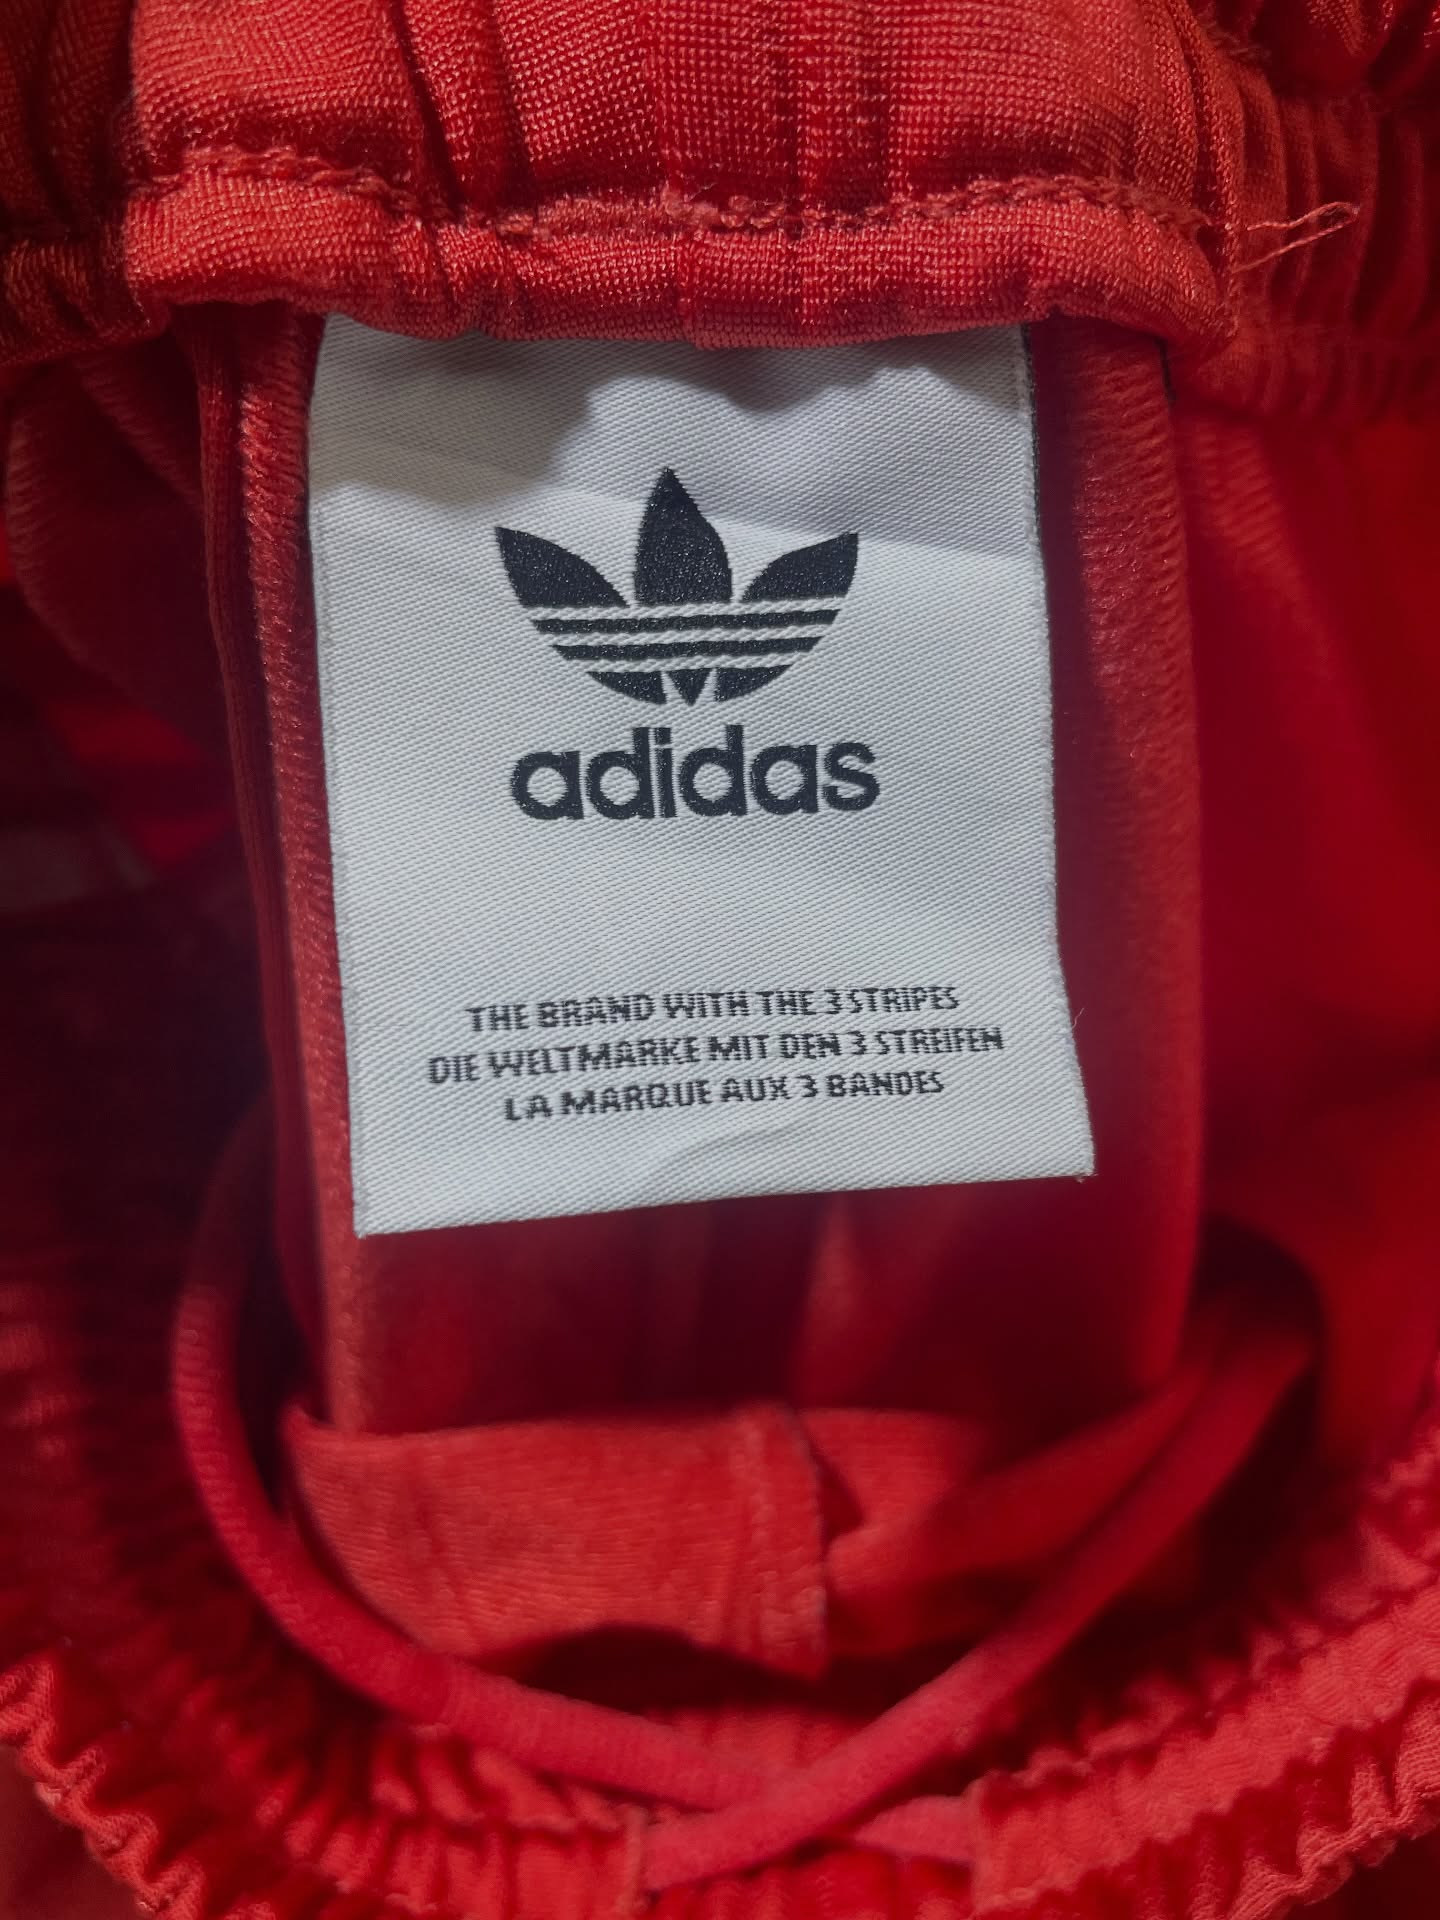 adidas
THE BRAND WITH THE 3 STRIPES
DIE WELTMARKE MIT DEN 3 STREIFEN
LA MARQUE AUX 3 BANDES